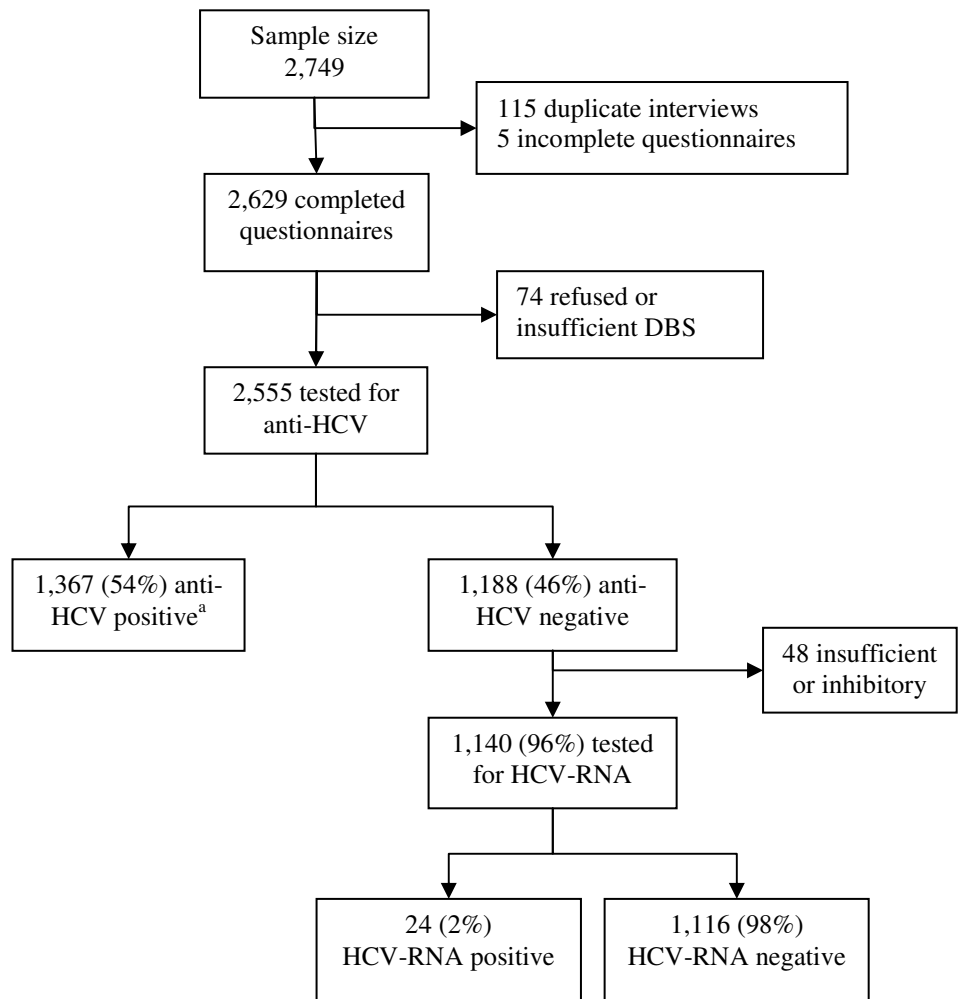 Sample size
2,749
115 duplicate interviews
5 incomplete questionnaires
2,629 completed
questionnaires
74 refused or
insufficient DBS
2,555 tested for
anti-HCV
1,367 (54%) anti-
HCV positiveᵃ
1,188 (46%) anti-
HCV negative
48 insufficient
or inhibitory
1,140 (96%) tested
for HCV-RNA
24 (2%)
HCV-RNA positive
1,116 (98%)
HCV-RNA negative